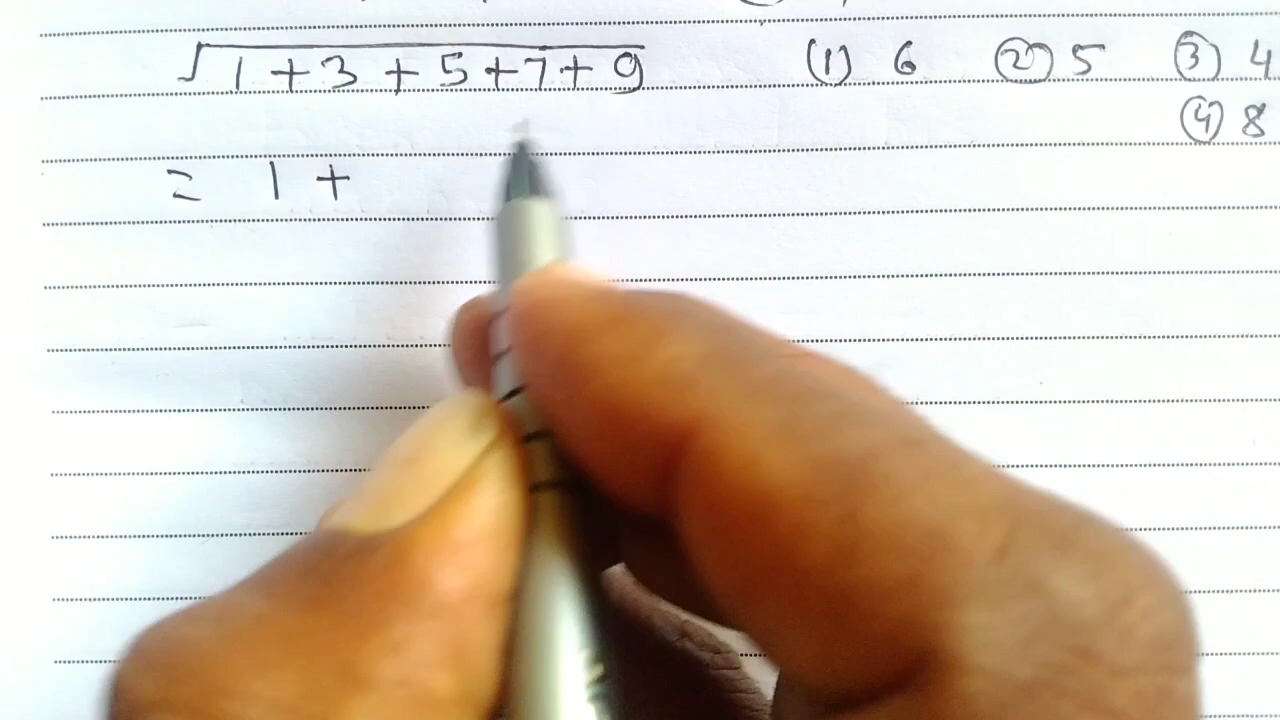 √1+3+5+7+9 (1) 6 (2) 5 (3) 4
(4) 8
= 1 +